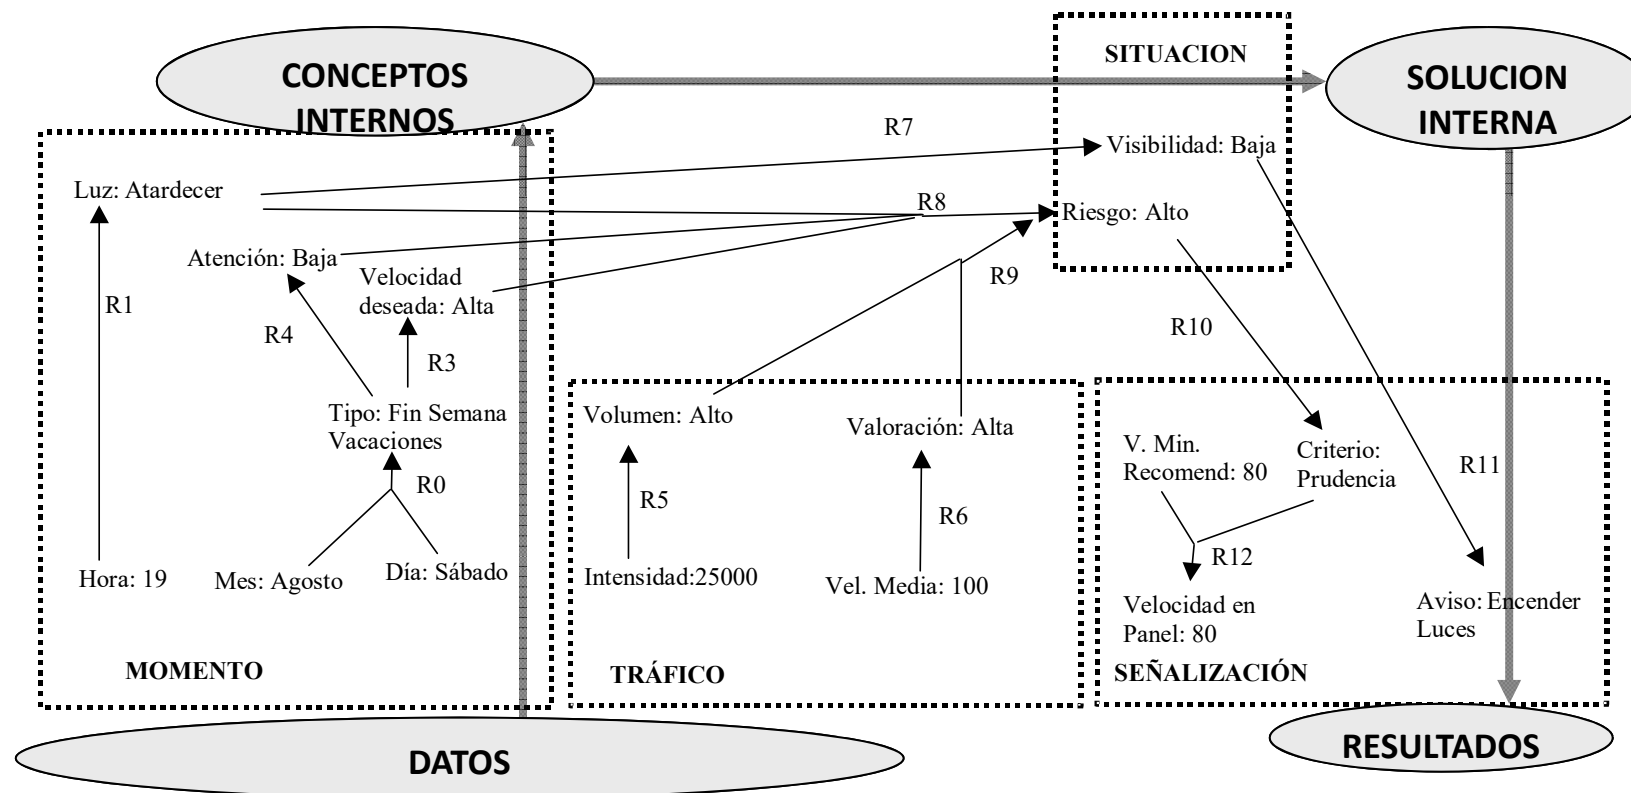 SITUACION
CONCEPTOS
INTERNOS
SOLUCION
INTERNA
R7
Visibilidad: Baja
Luz: Atardecer
R8
Riesgo: Alto
Atención: Baja
Velocidad
deseada: Alta
R9
R1
R4
R10
R3
Tipo: Fin Semana
Vacaciones
Volumen: Alto
Valoración: Alta
V. Min.
Recomend: 80
Criterio:
Prudencia
R11
R0
R5
R6
R12
Hora: 19
Mes: Agosto
Día: Sábado
Intensidad:25000
Vel. Media: 100
Velocidad en
Panel: 80
Aviso: Encender
Luces
MOMENTO
TRÁFICO
SEÑALIZACIÓN
DATOS
RESULTADOS